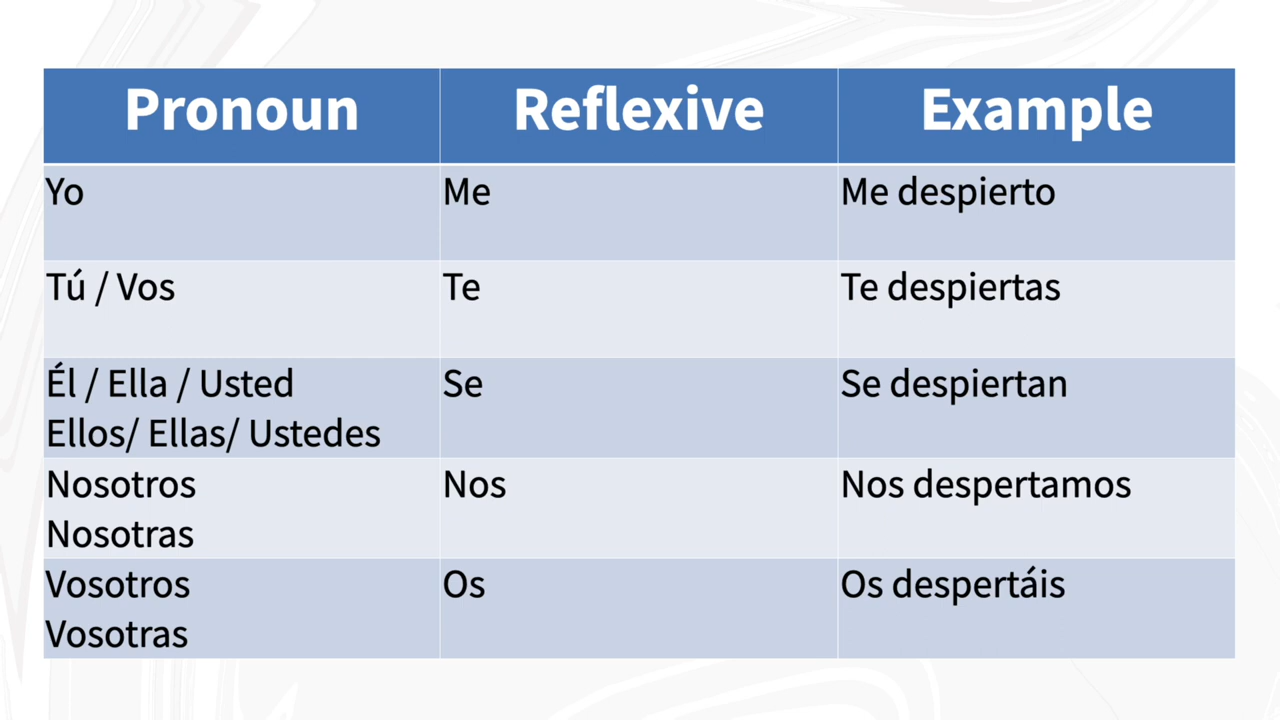 Pronoun Reflexive Example
Yo Me Me despierto
Tú / Vos Te Te despiertas
Él / Ella / Usted Se Se despiertan
Ellos/ Ellas/ Ustedes
Nosotros Nos Nos despertamos
Nosotras
Vosotros Os Os despertáis
Vosotras